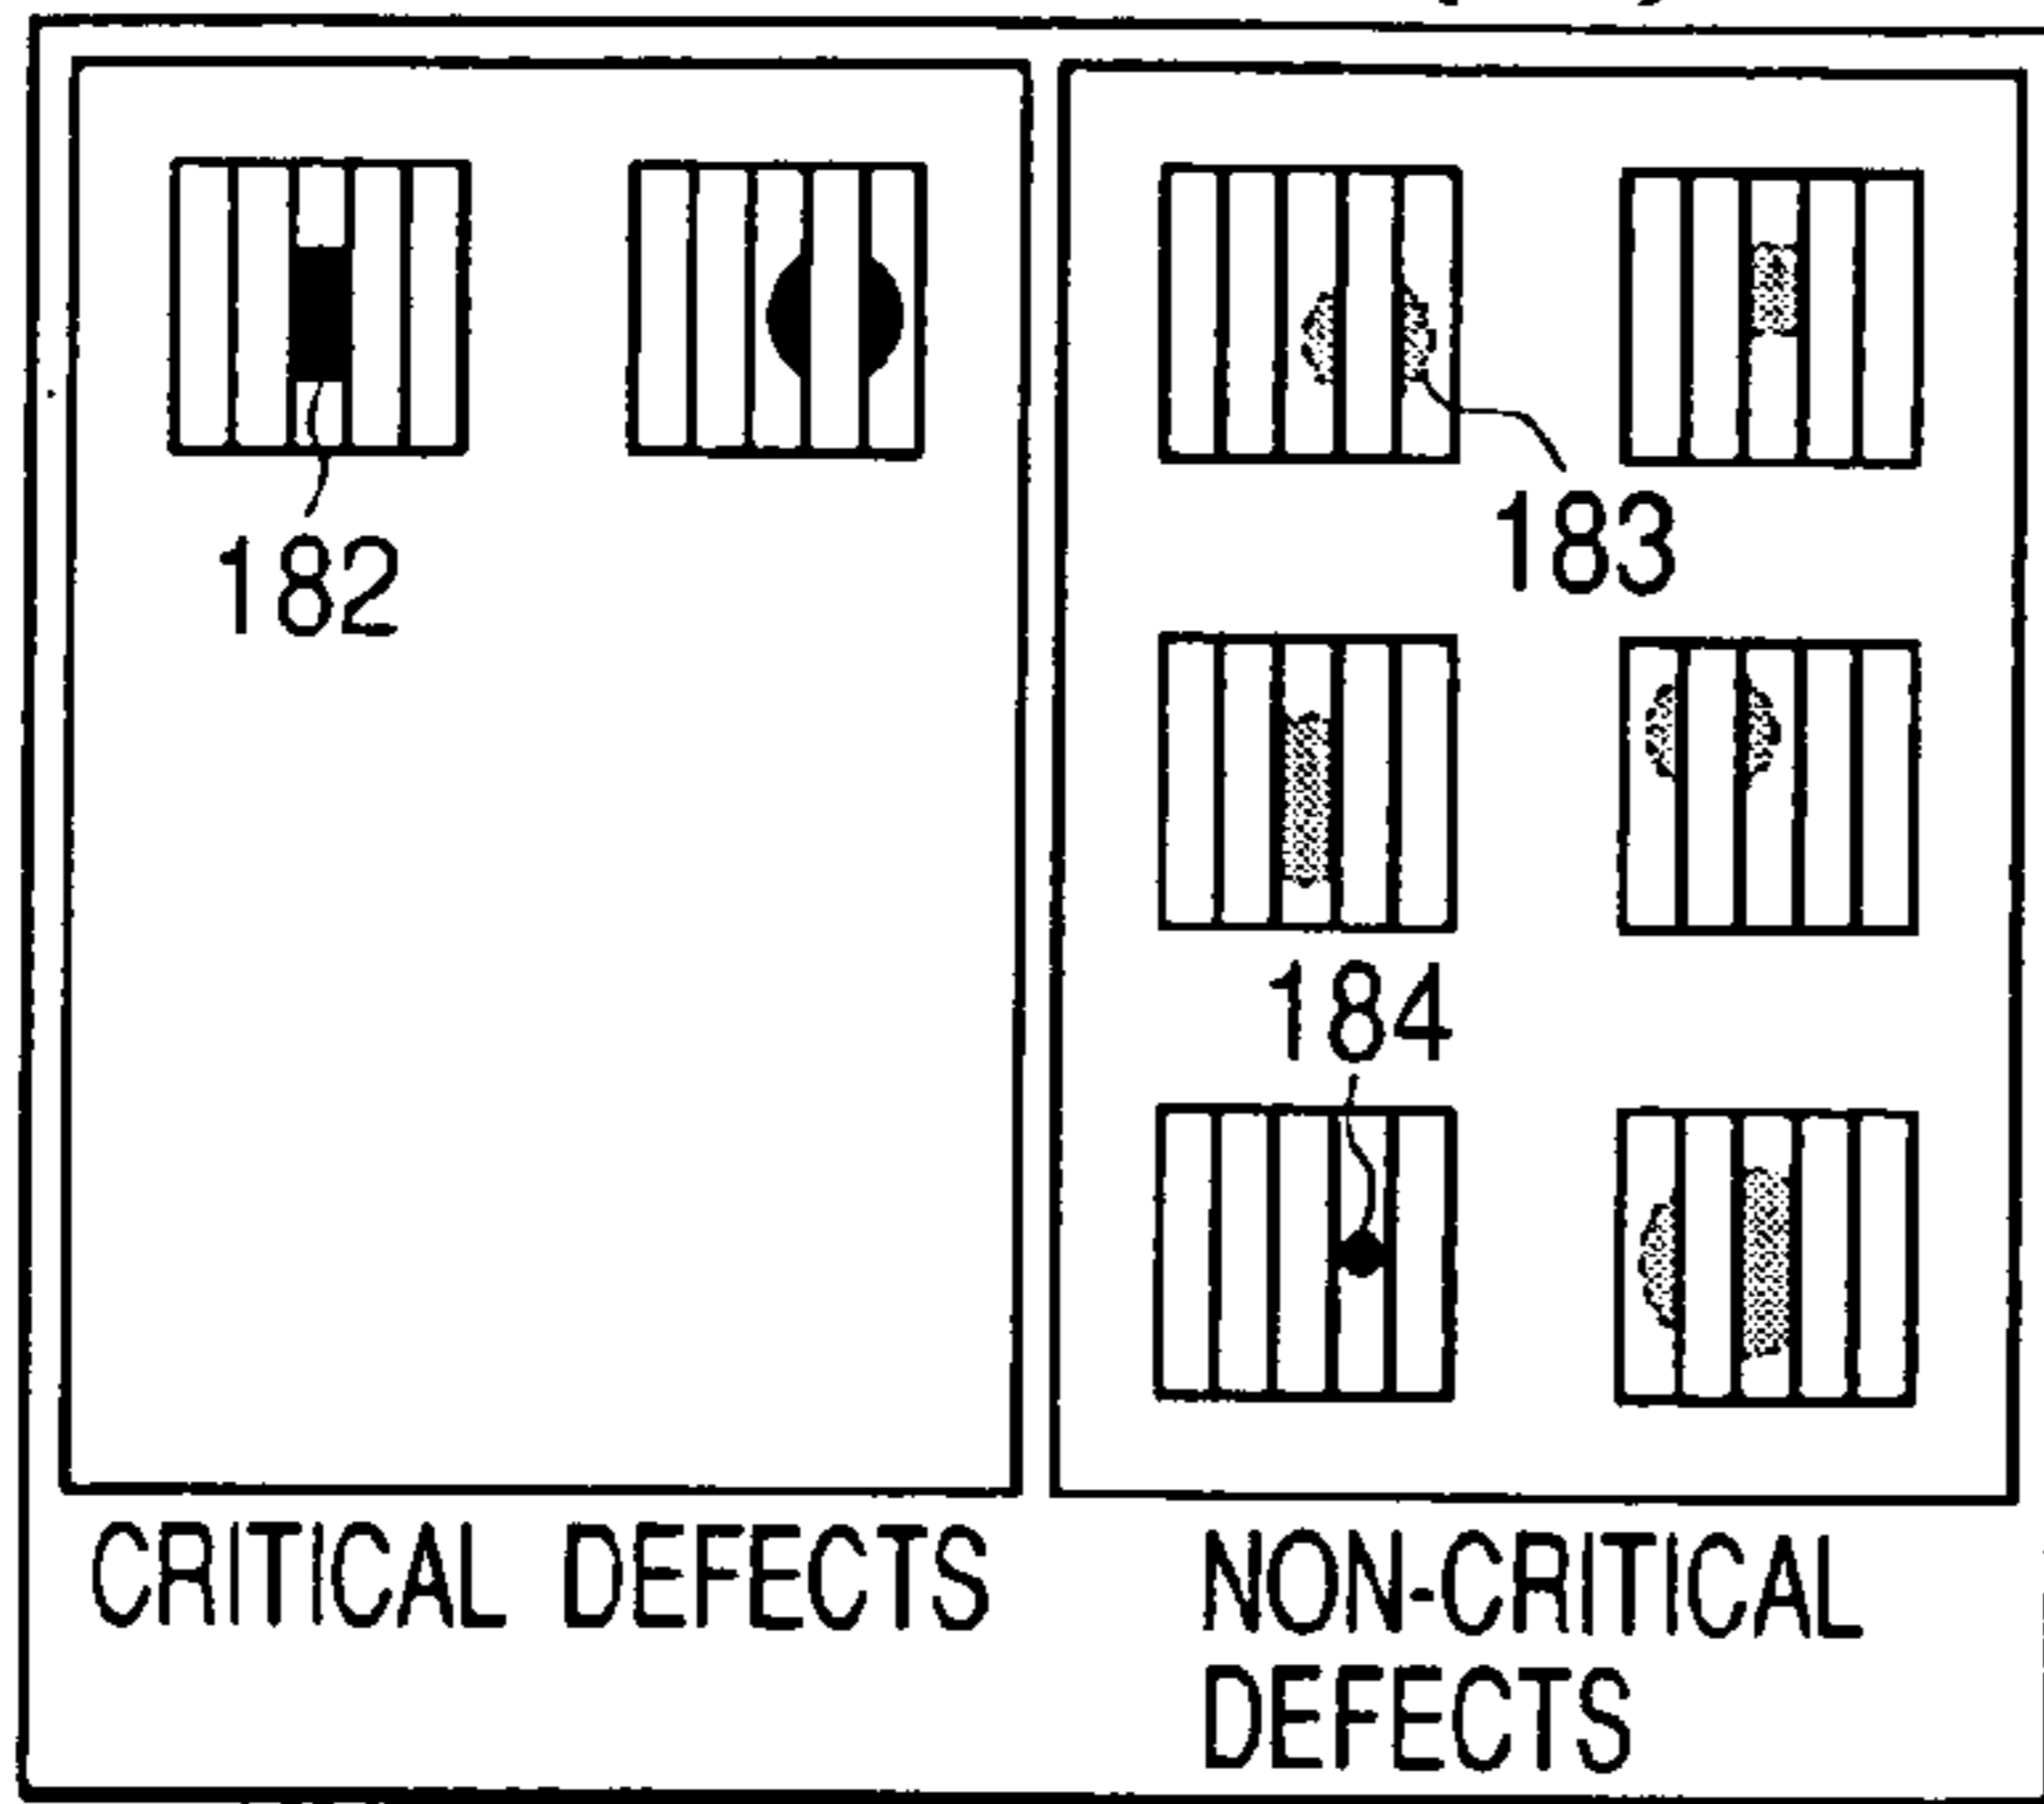 182
183
184
CRITICAL DEFECTS
NON-CRITICAL
DEFECTS